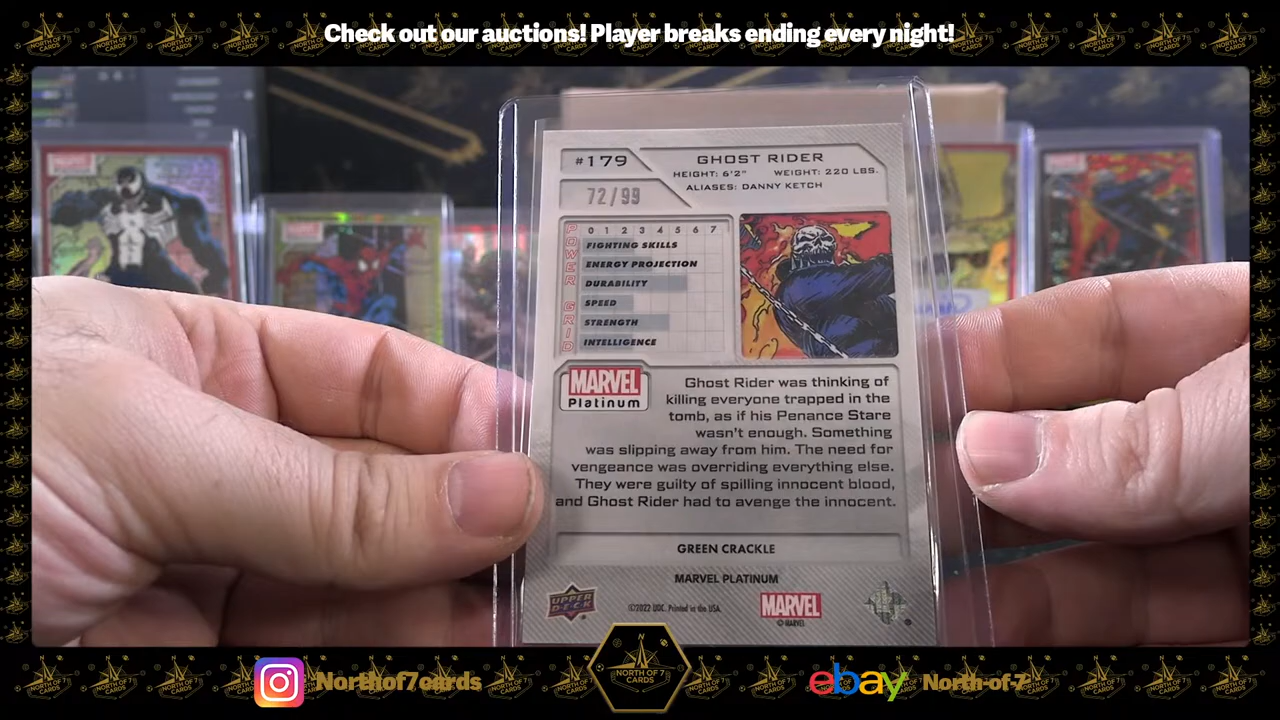 Check out our auctions! Player breaks ending every night!
#179
GHOST RIDER
HEIGHT: 6'2" WEIGHT: 220 LBS.
ALIASES: DANNY KETCH
72/99
POWER GRID
0 1 2 3 4 5 6 7
FIGHTING SKILLS
ENERGY PROJECTION
DURABILITY
SPEED
STRENGTH
INTELLIGENCE
MARVEL
Platinum
Ghost Rider was thinking of
killing everyone trapped in the
tomb, as if his Penance Stare
wasn't enough. Something
was slipping away from him. The need for
vengeance was overriding everything else.
They were guilty of spilling innocent blood,
and Ghost Rider had to avenge the innocent.
GREEN CRACKLE
MARVEL PLATINUM
UPPER DECK
©2022 UDC. Printed in the USA.
MARVEL
© MARVEL
Northof7cards
N
NORTH OF 7
CARDS
ebay North-of-7